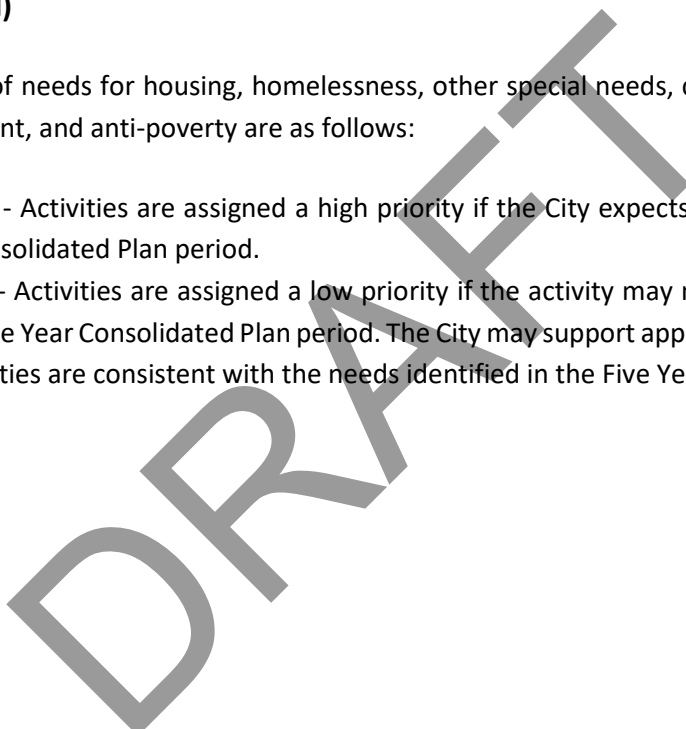 of needs for housing, homelessness, other special needs,
nt, and anti-poverty are as follows:
- Activities are assigned a high priority if the City expects
solidated Plan period.
- Activities are assigned a low priority if the activity may
e Year Consolidated Plan period. The City may support
ties are consistent with the needs identified in the Five
DRAFT